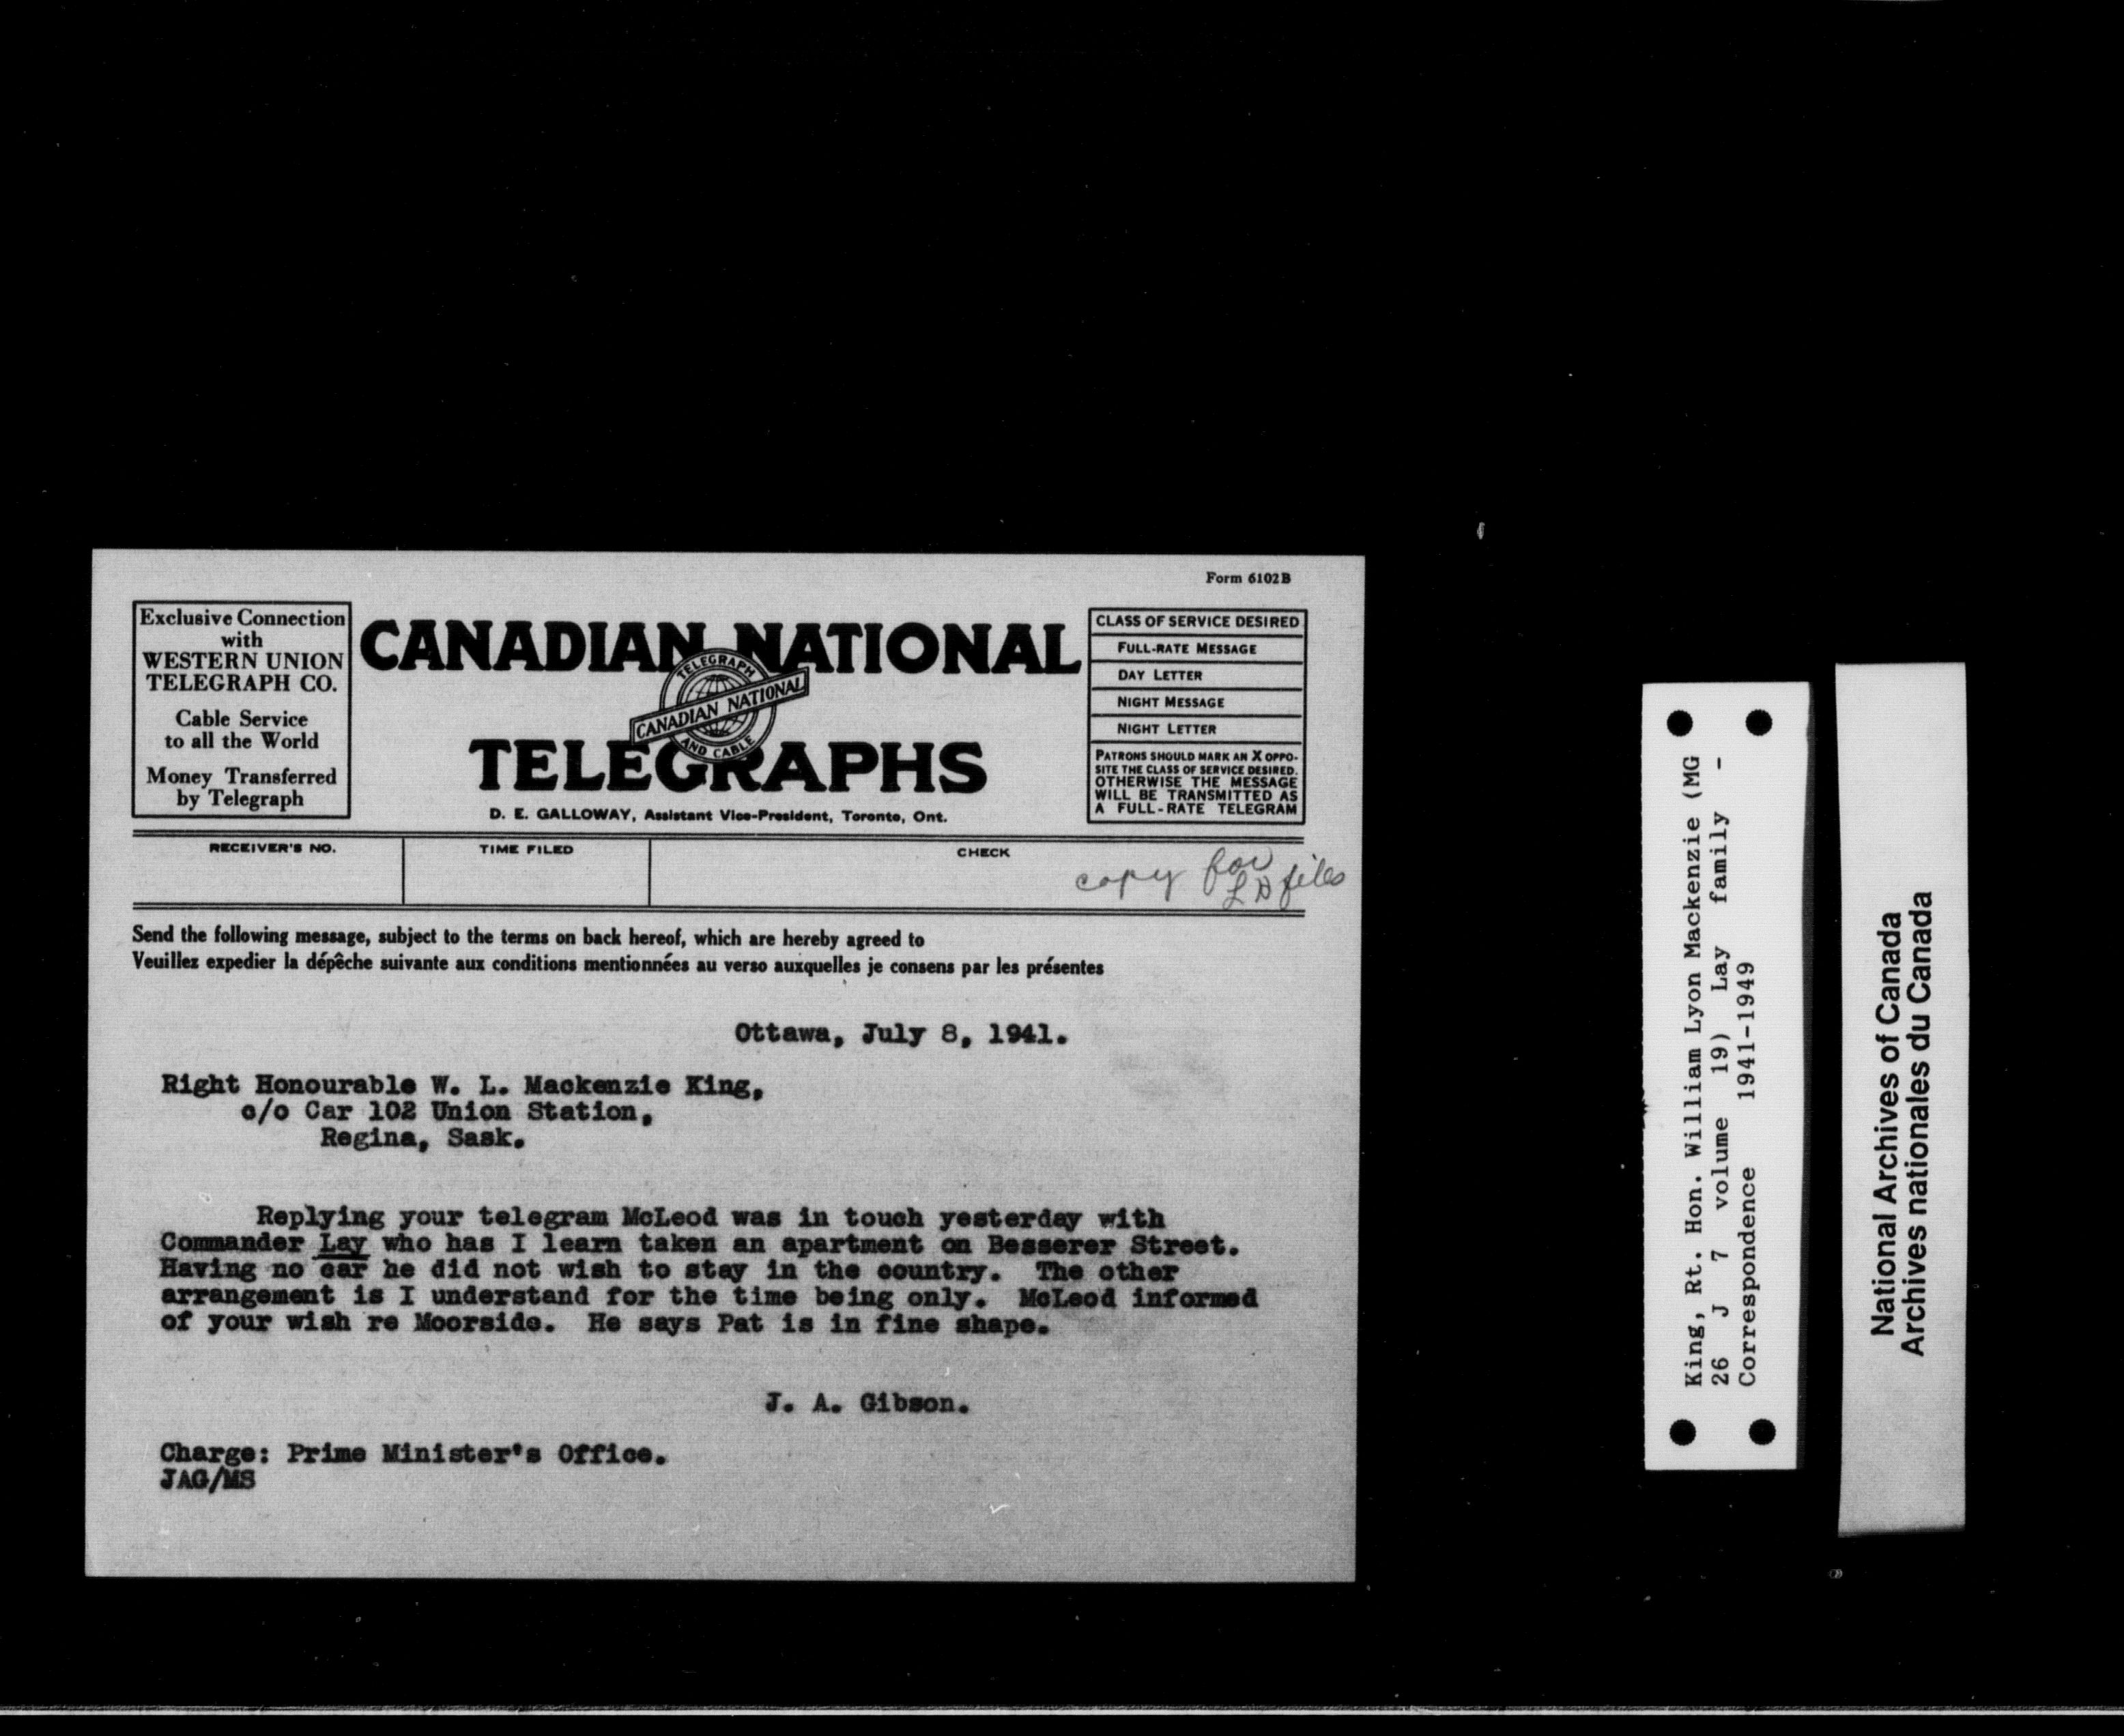 Form 6102B
Exclusive Connection
with
WESTERN UNION
TELEGRAPH CO.
Cable Service
to all the World
Money Transferred
by Telegraph
CANADIAN NATIONAL
TELEGRAPH
CANADIAN NATIONAL
AND CABLE
TELEGRAPHS
D. E. GALLOWAY, Assistant Vice-President, Toronto, Ont.
CLASS OF SERVICE DESIRED
FULL-RATE MESSAGE
DAY LETTER
NIGHT MESSAGE
NIGHT LETTER
PATRONS SHOULD MARK AN X OPPO-
SITE THE CLASS OF SERVICE DESIRED.
OTHERWISE THE MESSAGE
WILL BE TRANSMITTED AS
A FULL-RATE TELEGRAM
RECEIVER'S NO.
TIME FILED
CHECK
copy for
files
Send the following message, subject to the terms on back hereof, which are hereby agreed to
Veuillez expedier la dépêche suivante aux conditions mentionnées au verso auxquelles je consens par les présentes
Ottawa, July 8, 1941.
Right Honourable W. L. Mackenzie King,
c/o Car 102 Union Station,
Regina, Sask.
Replying your telegram McLeod was in touch yesterday with
Commander Lay who has I learn taken an apartment on Besserer Street.
Having no car he did not wish to stay in the country. The other
arrangement is I understand for the time being only. McLeod informed
of your wish re Moorside. He says Pat is in fine shape.
J. A. Gibson.
Charge: Prime Minister's Office.
JAG/MS
King, Rt. Hon. William Lyon Mackenzie (MG
26 J 7 volume 19) Lay family -
Correspondence 1941-1949
National Archives of Canada
Archives nationales du Canada